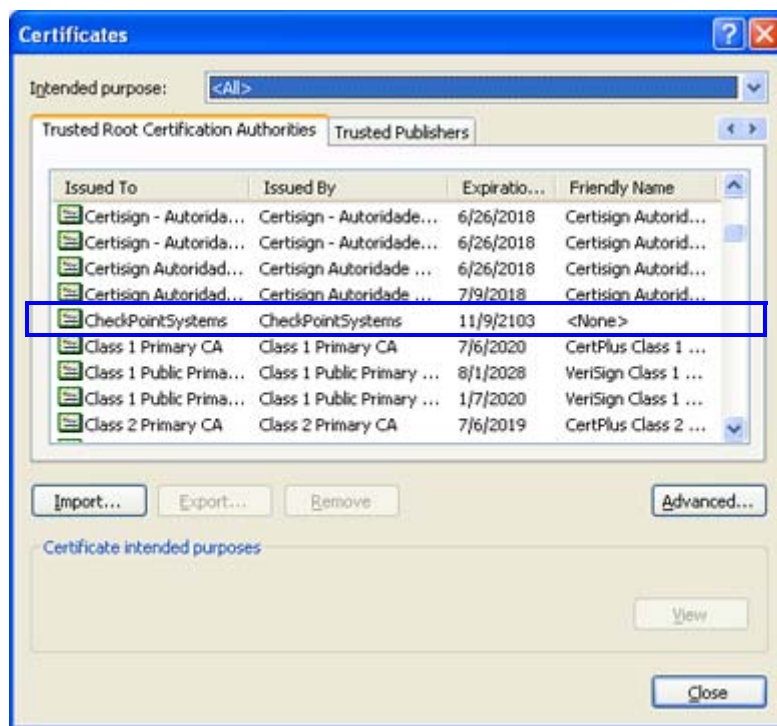 Certificates
Intended purpose: <All>
Trusted Root Certification Authorities Trusted Publishers
Issued To Issued By Expiratio... Friendly Name
Certisign - Autorida... Certisign - Autoridade... 6/26/2018 Certisign Autorid...
Certisign - Autorida... Certisign - Autoridade... 6/26/2018 Certisign Autorid...
Certisign Autoridad... Certisign Autoridade ... 6/26/2018 Certisign Autorid...
Certisign Autoridad... Certisign Autoridade ... 7/9/2018 Certisign Autorid...
CheckPointSystems CheckPointSystems 11/9/2103 <None>
Class 1 Primary CA Class 1 Primary CA 7/6/2020 CertPlus Class 1 ...
Class 1 Public Prima... Class 1 Public Primary ... 8/1/2028 VeriSign Class 1 ...
Class 1 Public Prima... Class 1 Public Primary ... 1/7/2020 VeriSign Class 1 ...
Class 2 Primary CA Class 2 Primary CA 7/6/2019 CertPlus Class 2 ...
Import... Export... Remove Advanced...
Certificate intended purposes
View
Close